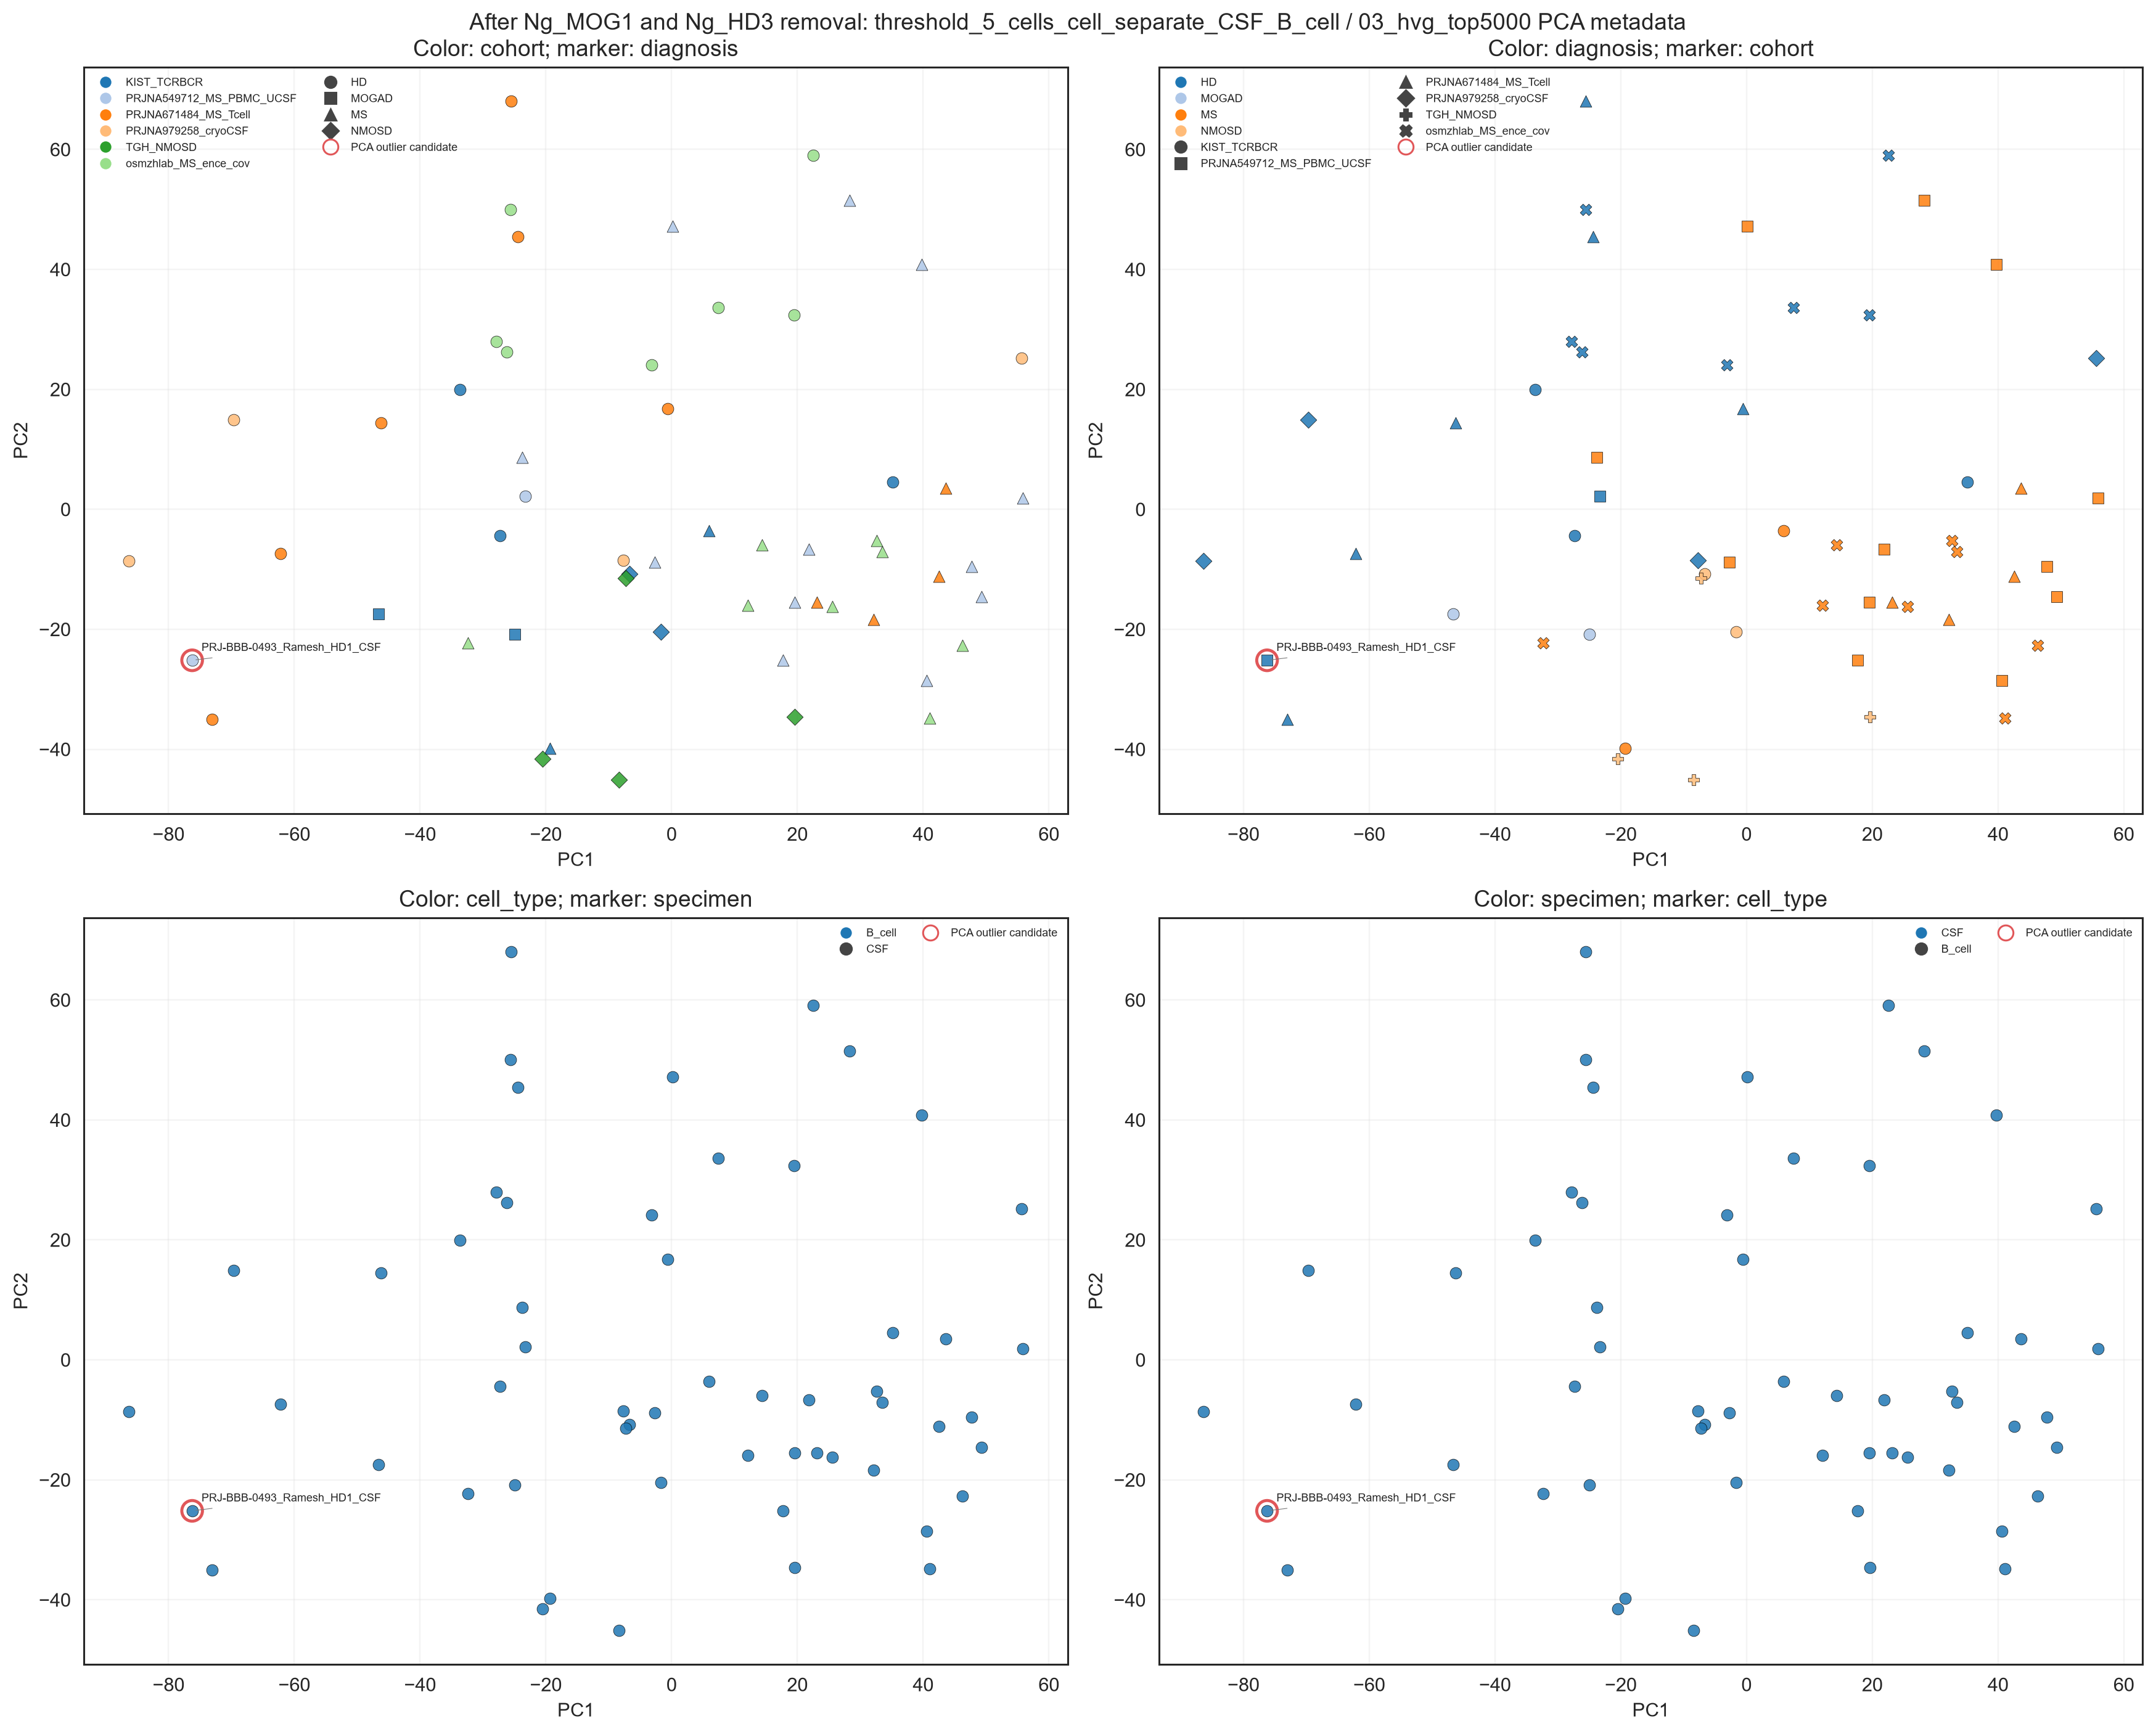 After Ng_MOG1 and Ng_HD3 removal: threshold_5_cells_cell_separate_CSF_B_cell / 03_hvg_top5000 PCA metadata
Color: cohort; marker: diagnosis
KIST_TCRBCR
PRJNA549712_MS_PBMC_UCSF
PRJNA671484_MS_Tcell
PRJNA979258_cryoCSF
TGH_NMOSD
osmzhlab_MS_ence_cov
HD
MOGAD
MS
NMOSD
PCA outlier candidate
PRJ-BBB-0493_Ramesh_HD1_CSF
60
40
20
0
−20
−40
PC2
−80 −60 −40 −20 0 20 40 60
PC1
Color: diagnosis; marker: cohort
HD
MOGAD
MS
NMOSD
KIST_TCRBCR
PRJNA549712_MS_PBMC_UCSF
PRJNA671484_MS_Tcell
PRJNA979258_cryoCSF
TGH_NMOSD
osmzhlab_MS_ence_cov
PCA outlier candidate
PRJ-BBB-0493_Ramesh_HD1_CSF
60
40
20
0
−20
−40
PC2
−80 −60 −40 −20 0 20 40 60
PC1
Color: cell_type; marker: specimen
B_cell
CSF
PCA outlier candidate
PRJ-BBB-0493_Ramesh_HD1_CSF
60
40
20
0
−20
−40
PC2
−80 −60 −40 −20 0 20 40 60
PC1
Color: specimen; marker: cell_type
CSF
B_cell
PCA outlier candidate
PRJ-BBB-0493_Ramesh_HD1_CSF
60
40
20
0
−20
−40
PC2
−80 −60 −40 −20 0 20 40 60
PC1